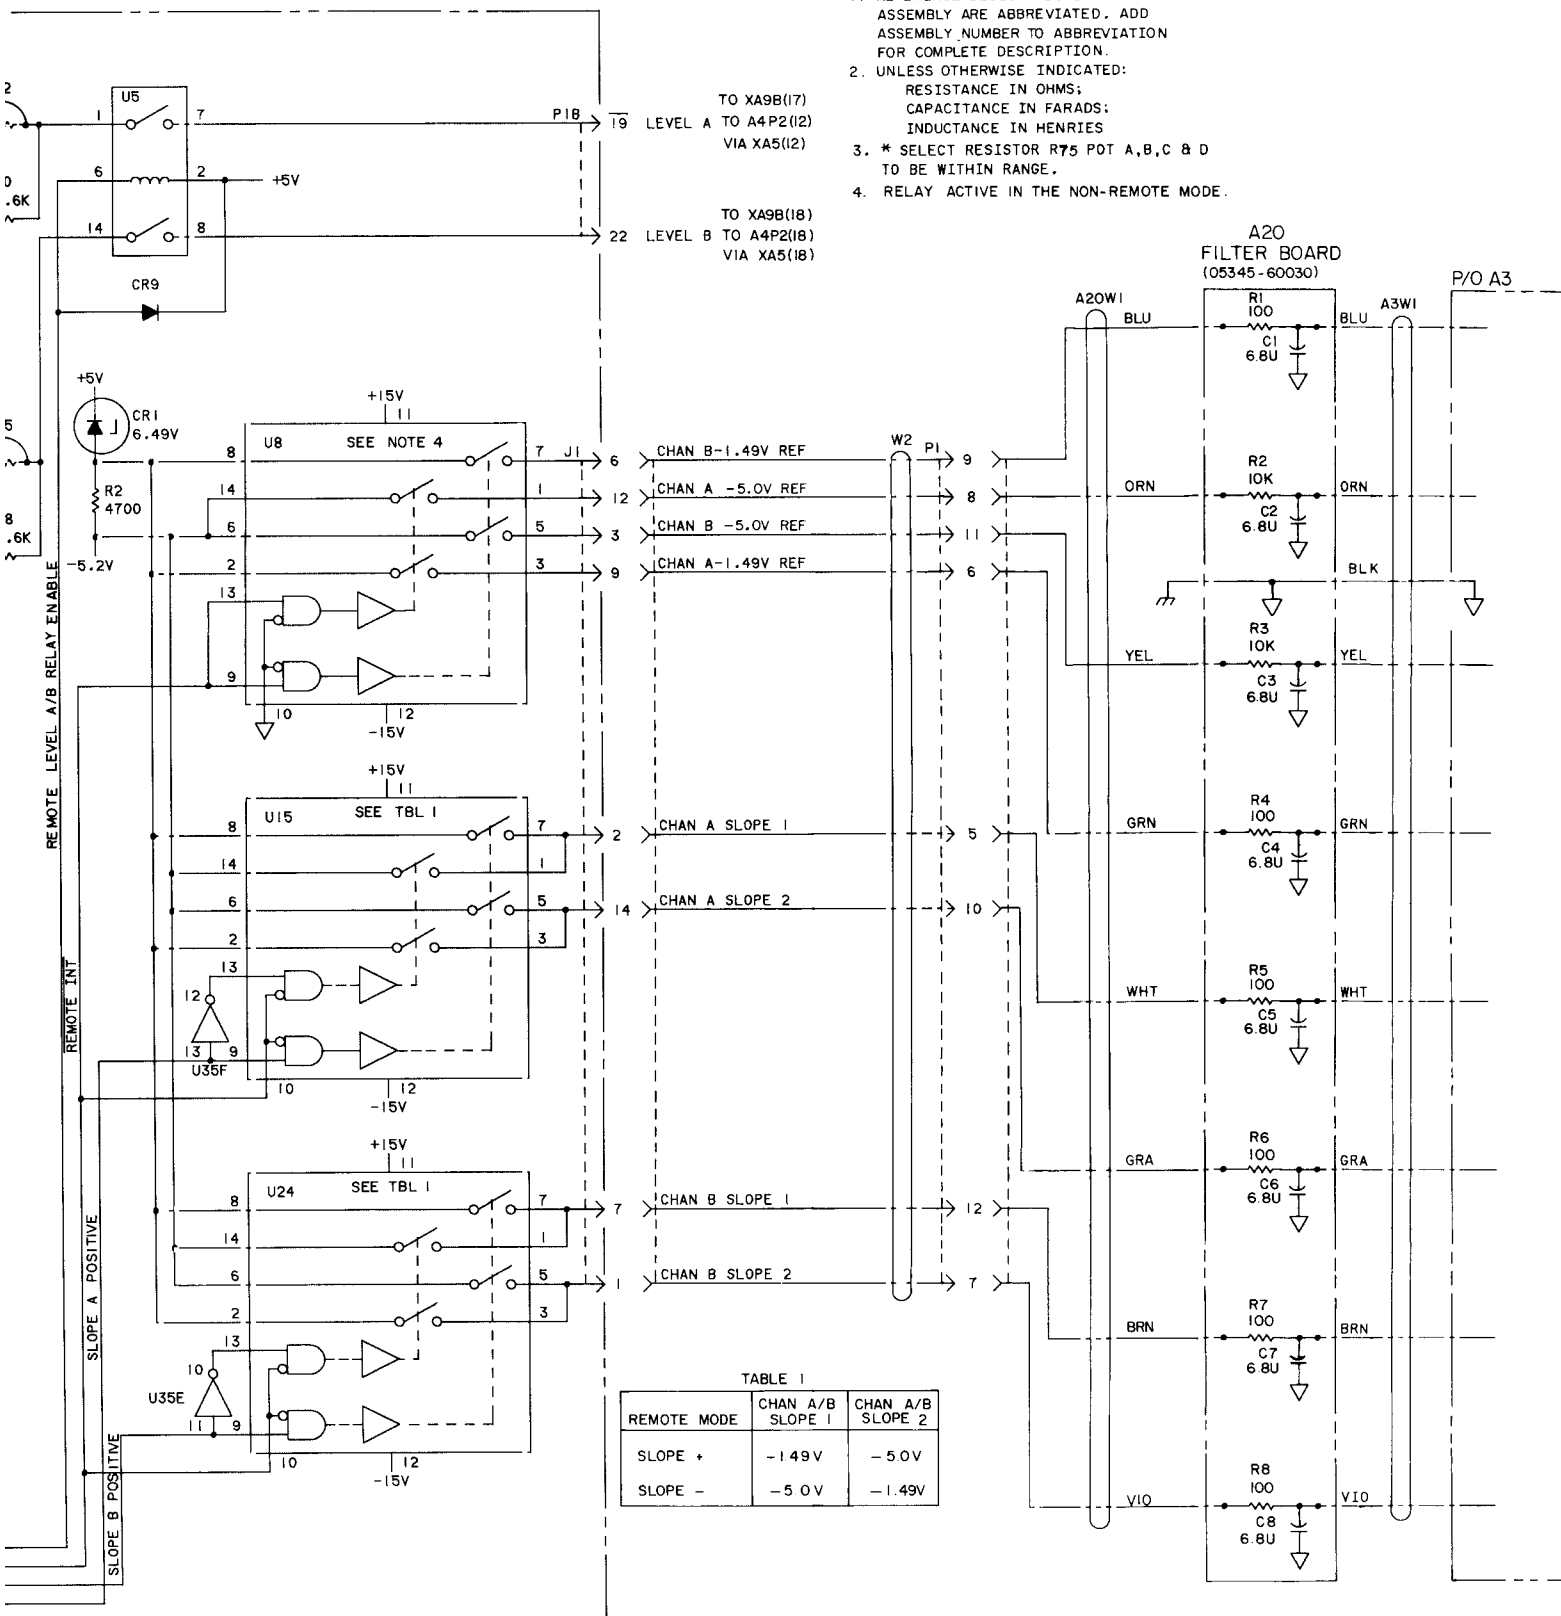 ASSEMBLY ARE ABBREVIATED. ADD
ASSEMBLY NUMBER TO ABBREVIATION
FOR COMPLETE DESCRIPTION.
2. UNLESS OTHERWISE INDICATED:
RESISTANCE IN OHMS;
CAPACITANCE IN FARADS;
INDUCTANCE IN HENRIES
3. * SELECT RESISTOR R75 POT A,B,C & D
TO BE WITHIN RANGE.
4. RELAY ACTIVE IN THE NON-REMOTE MODE.
2
U5
1
7
P1B
19 LEVEL A
TO XA9B(17)
TO A4P2(12)
VIA XA5(12)
6
2
+5V
0
.6K
14
8
22 LEVEL B
TO XA9B(18)
TO A4P2(18)
VIA XA5(18)
CR9
+5V
CR1
6.49V
5
R2
4700
8
.6K
-5.2V
REMOTE LEVEL A/B RELAY ENABLE
REMOTE INT
SLOPE A POSITIVE
SLOPE B POSITIVE
+15V
11
U8
SEE NOTE 4
8
7
J1
6
CHAN B-1.49V REF
14
1
12
CHAN A -5.0V REF
6
5
3
CHAN B -5.0V REF
2
3
9
CHAN A-1.49V REF
13
9
10
12
-15V
+15V
11
U15
SEE TBL 1
8
7
2
CHAN A SLOPE 1
14
1
6
5
14
CHAN A SLOPE 2
2
3
13
12
13
9
U35F
10
12
-15V
+15V
11
U24
SEE TBL 1
8
7
7
CHAN B SLOPE 1
14
1
6
5
1
CHAN B SLOPE 2
2
3
13
10
U35E
11
9
10
12
-15V
W2
P1
9
8
11
6
5
10
12
7
TABLE 1
REMOTE MODE
CHAN A/B
SLOPE 1
CHAN A/B
SLOPE 2
SLOPE +
-1.49V
-5.0V
SLOPE -
-5.0V
-1.49V
A20
FILTER BOARD
(05345-60030)
P/O A3
A20W1
A3W1
BLU
R1
100
C1
6.8U
BLU
ORN
R2
10K
C2
6.8U
ORN
BLK
YEL
R3
10K
C3
6.8U
YEL
GRN
R4
100
C4
6.8U
GRN
WHT
R5
100
C5
6.8U
WHT
GRA
R6
100
C6
6.8U
GRA
BRN
R7
100
C7
6.8U
BRN
VIO
R8
100
C8
6.8U
VIO